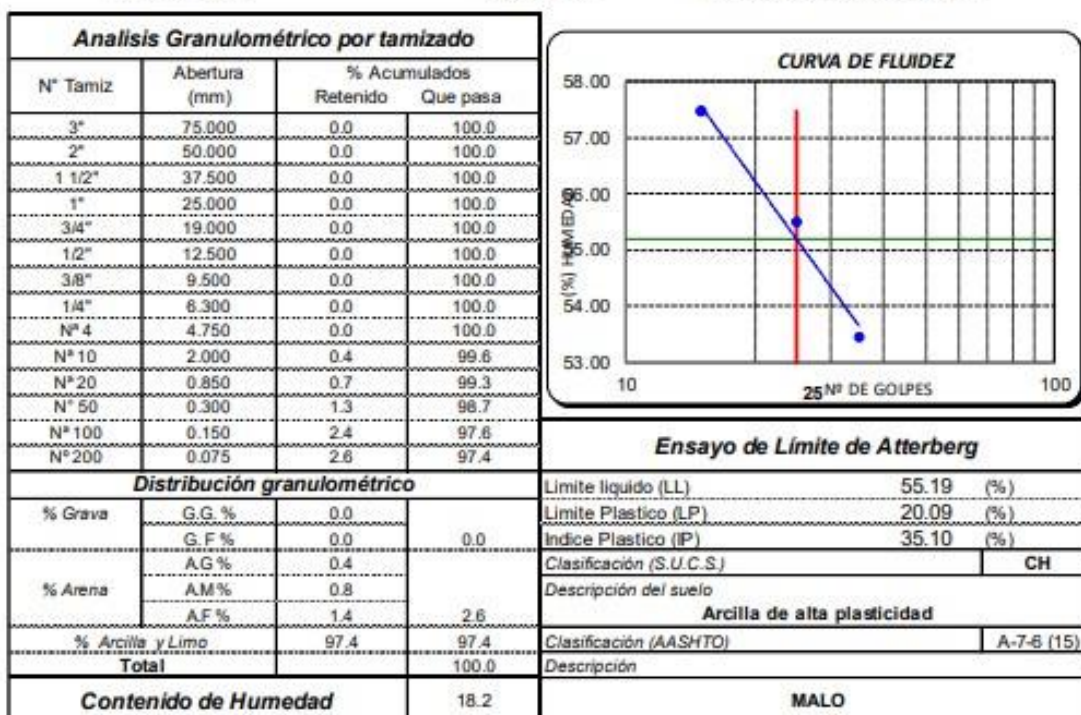 Analisis Granulométrico por tamizado
N° Tamiz Abertura (mm) % Acumulados Retenido Que pasa
3" 75.000 0.0 100.0
2" 50.000 0.0 100.0
1 1/2" 37.500 0.0 100.0
1" 25.000 0.0 100.0
3/4" 19.000 0.0 100.0
1/2" 12.500 0.0 100.0
3/8" 9.500 0.0 100.0
1/4" 6.300 0.0 100.0
Nª 4 4.750 0.0 100.0
Nª 10 2.000 0.4 99.6
Nª 20 0.850 0.7 99.3
N° 50 0.300 1.3 98.7
Nª 100 0.150 2.4 97.6
Nº 200 0.075 2.6 97.4
Distribución granulométrico
% Grava G.G. % 0.0
G. F % 0.0 0.0
A.G % 0.4
% Arena A.M % 0.8
A.F % 1.4 2.6
% Arcilla y Limo 97.4 97.4
Total 100.0
Contenido de Humedad 18.2
CURVA DE FLUIDEZ
58.00
57.00
56.00
55.00
54.00
53.00
(%) HUMEDAD
10 25 Nº DE GOLPES 100
Ensayo de Límite de Atterberg
Limite liquido (LL) 55.19 (%)
Limite Plastico (LP) 20.09 (%)
Indice Plastico (IP) 35.10 (%)
Clasificación (S.U.C.S.) CH
Descripción del suelo
Arcilla de alta plasticidad
Clasificación (AASHTO) A-7-6 (15)
Descripción
MALO